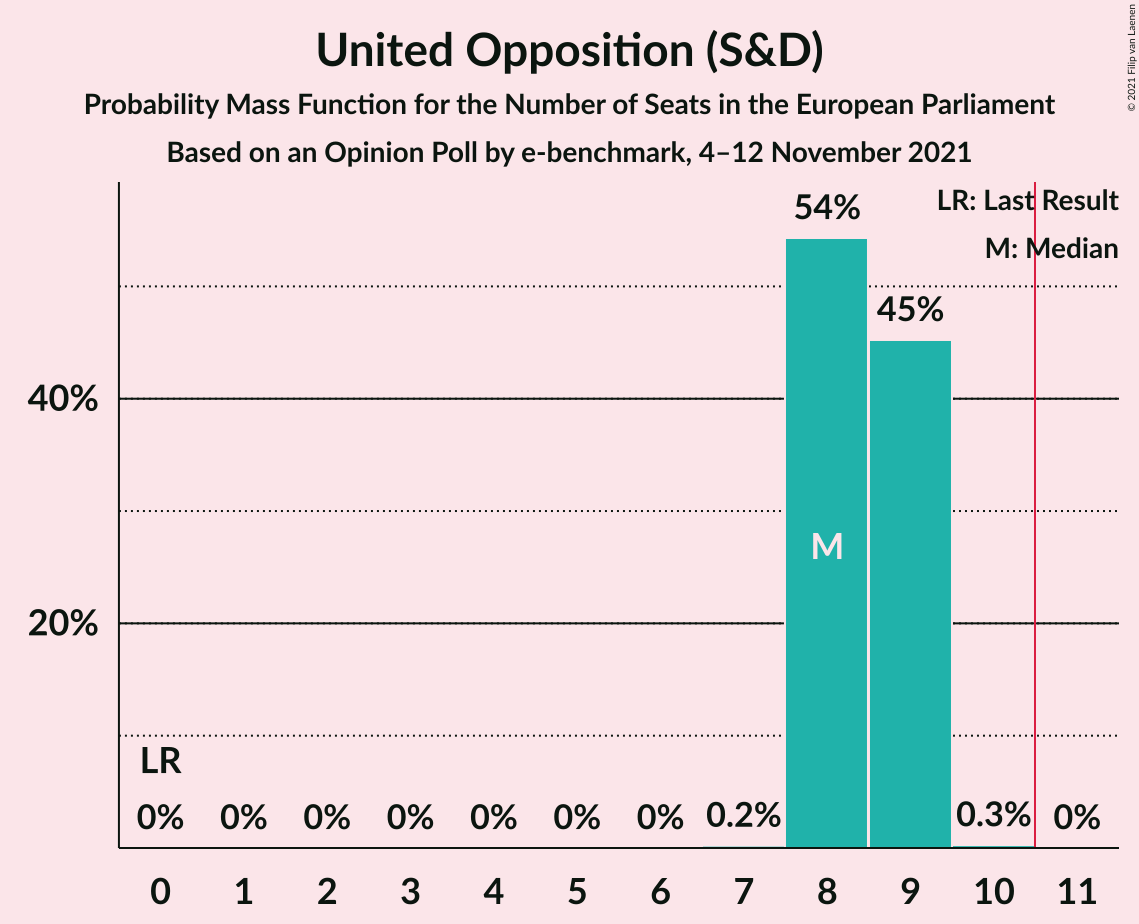 United Opposition (S&D)
Probability Mass Function for the Number of Seats in the European Parliament
Based on an Opinion Poll by e-benchmark, 4–12 November 2021
© 2021 Filip van Laenen
LR: Last Result
M: Median
54%
45%
40%
M
20%
LR
0% 0% 0% 0% 0% 0% 0% 0.2% 0.3% 0%
0 1 2 3 4 5 6 7 8 9 10 11